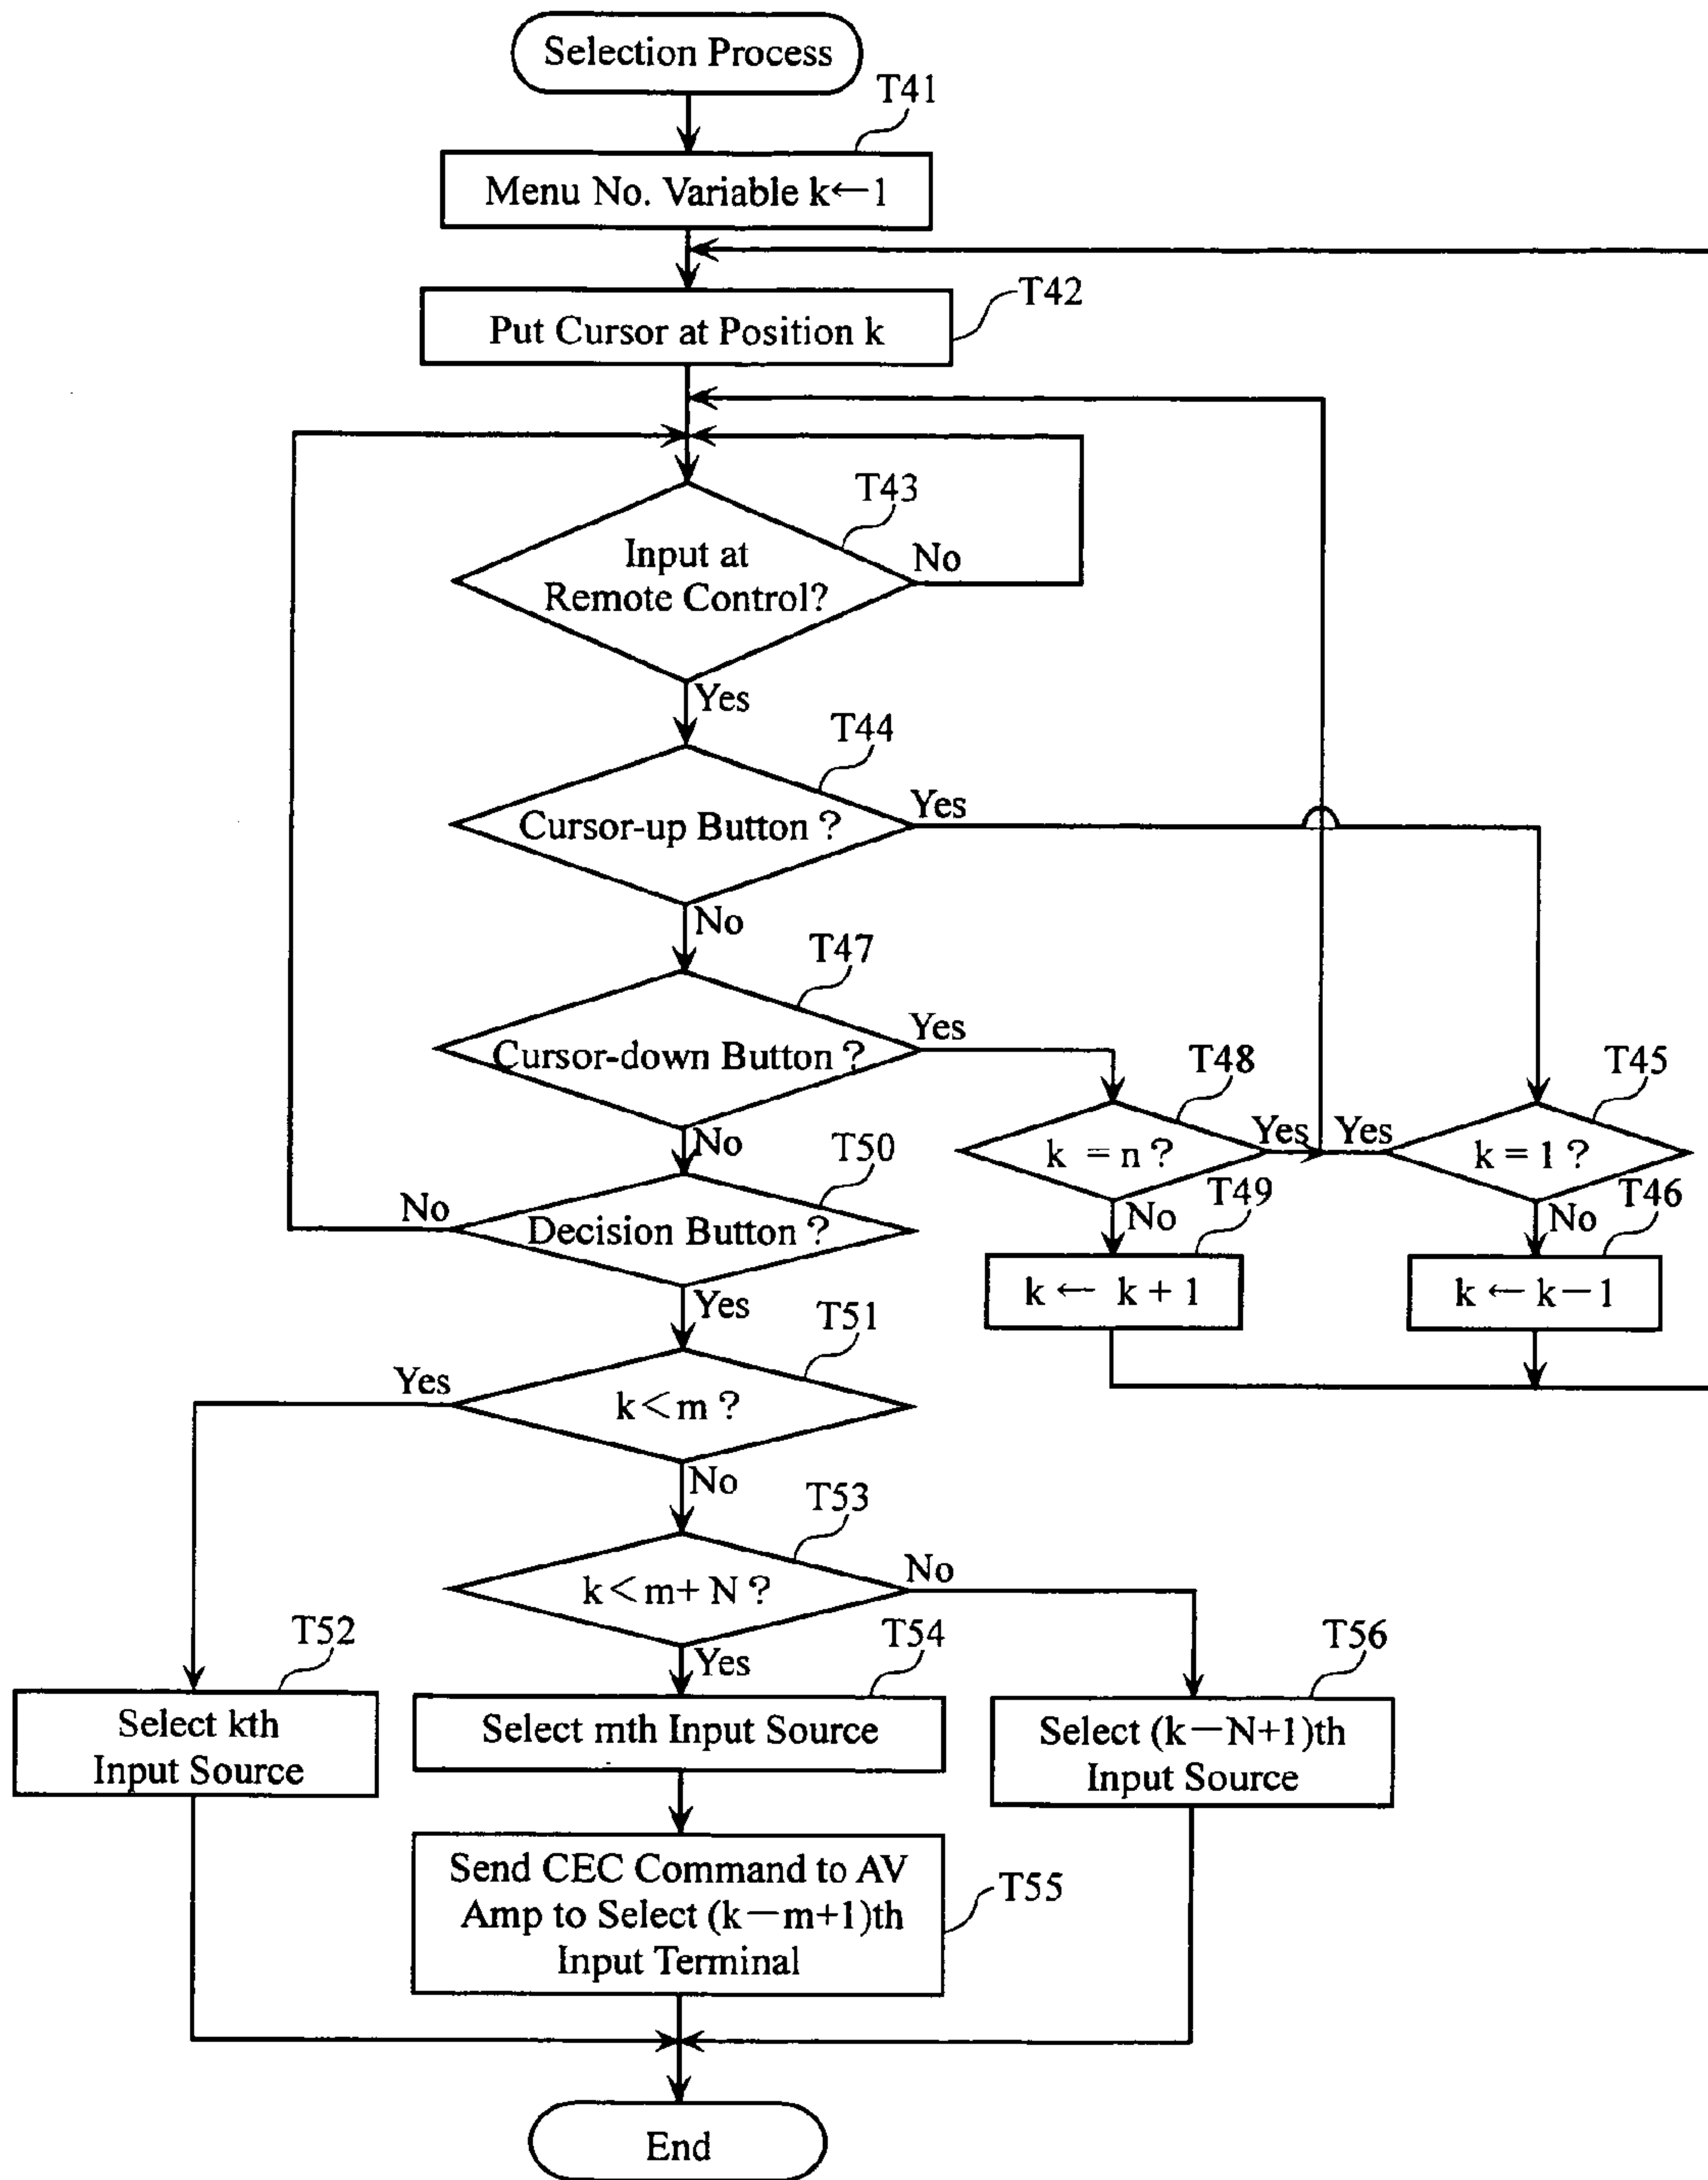 Selection Process
T41
Menu No. Variable k←1
T42
Put Cursor at Position k
T43
Input at
Remote Control?
No
Yes
T44
Cursor-up Button ?
Yes
No
T47
Cursor-down Button ?
Yes
No
T48
k = n ?
Yes
No
T45
Yes
k = 1 ?
No
T49
k ← k + 1
T46
k ← k－1
T50
No
Decision Button ?
Yes
T51
Yes
k＜m ?
No
T53
k＜m+ N ?
No
Yes
T52
Select kth
Input Source
T54
Select mth Input Source
T56
Select (k－N+1)th
Input Source
Send CEC Command to AV
Amp to Select (k－m+1)th
Input Terminal
T55
End